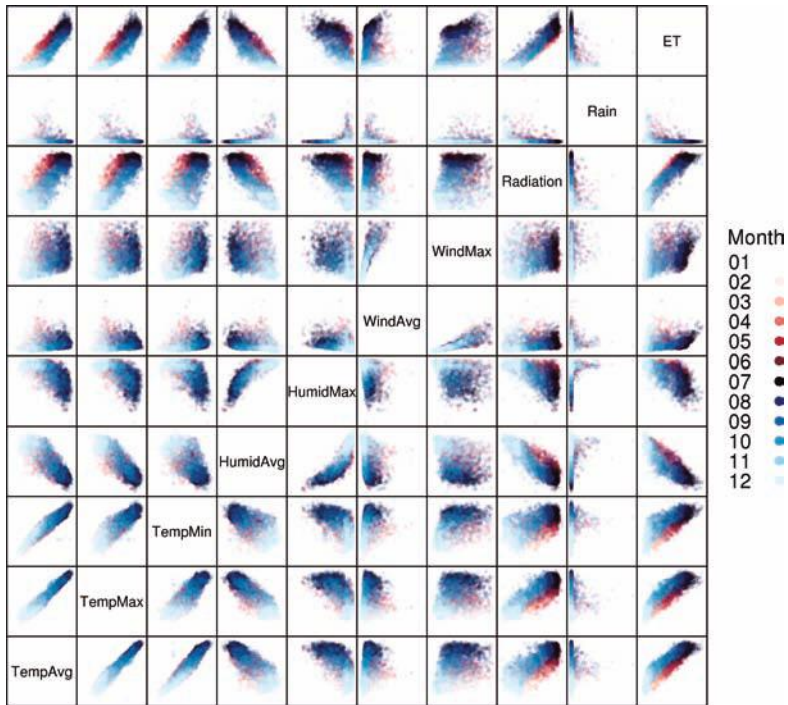 ET
Rain
Radiation
WindMax
WindAvg
HumidMax
HumidAvg
TempMin
TempMax
TempAvg
Month
01
02
03
04
05
06
07
08
09
10
11
12